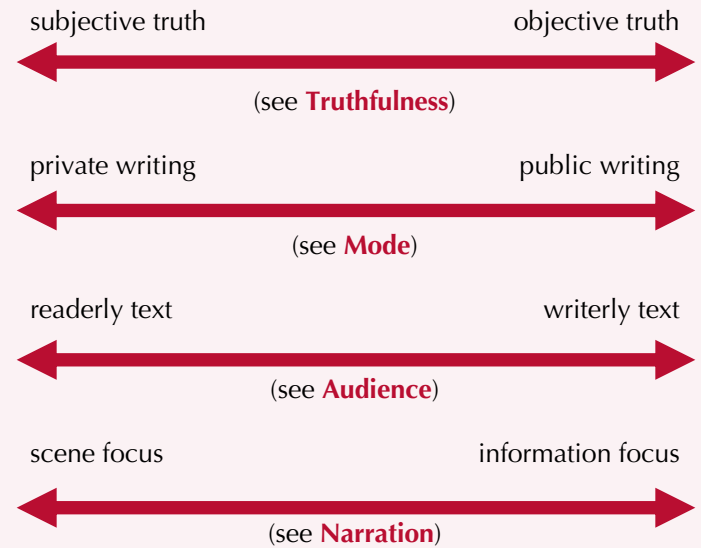 subjective truth objective truth
(see Truthfulness)
private writing public writing
(see Mode)
readerly text writerly text
(see Audience)
scene focus information focus
(see Narration)